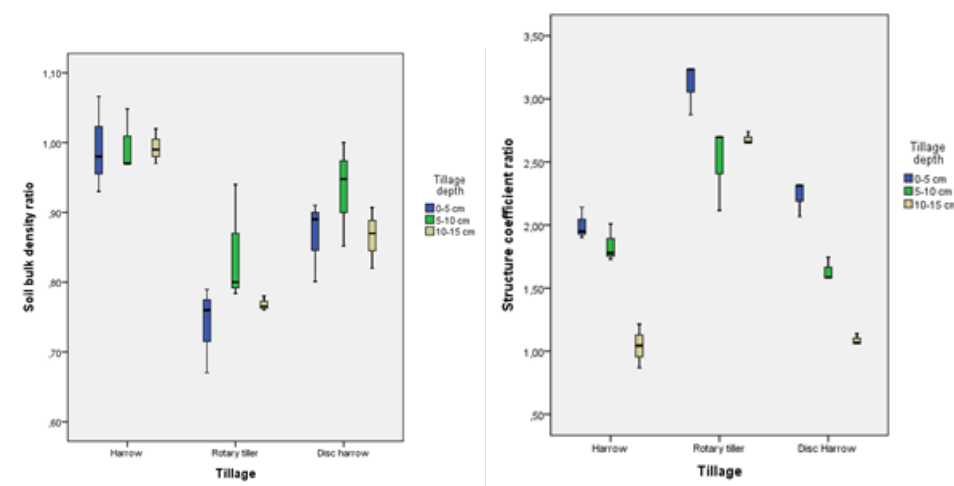 1,10
1,00
,90
,80
,70
,60
Soil bulk density ratio
Harrow
Rotary tiller
Disc harrow
Tillage
Tillage
depth
0-5 cm
5-10 cm
10-15 cm
3,50
3,00
2,50
2,00
1,50
1,00
,50
Structure coefficient ratio
Harrow
Rotary tiller
Disc Harrow
Tillage
Tillage
depth
0-5 cm
5-10 cm
10-15 cm